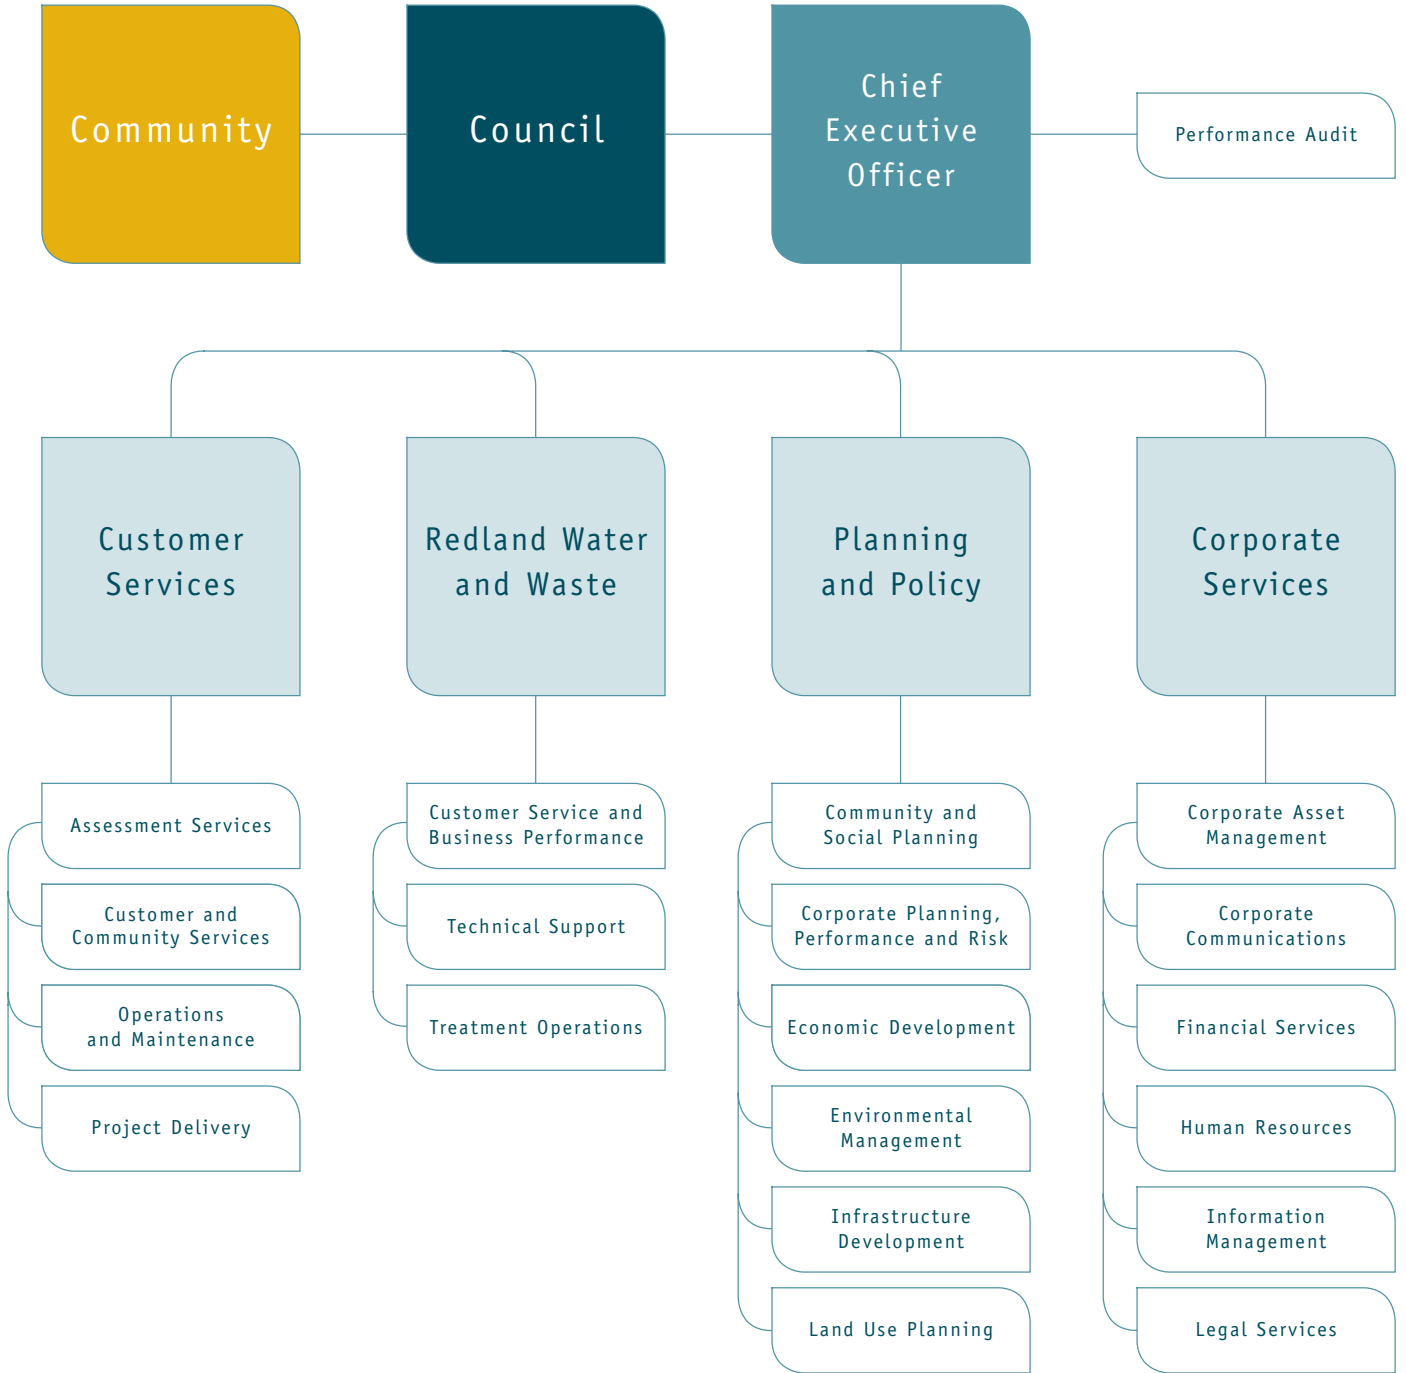 Community
Council
Chief
Executive
Officer
Performance Audit
Customer
Services
Redland Water
and Waste
Planning
and Policy
Corporate
Services
Assessment Services
Customer and
Community Services
Operations
and Maintenance
Project Delivery
Customer Service and
Business Performance
Technical Support
Treatment Operations
Community and
Social Planning
Corporate Planning,
Performance and Risk
Economic Development
Environmental
Management
Infrastructure
Development
Land Use Planning
Corporate Asset
Management
Corporate
Communications
Financial Services
Human Resources
Information
Management
Legal Services